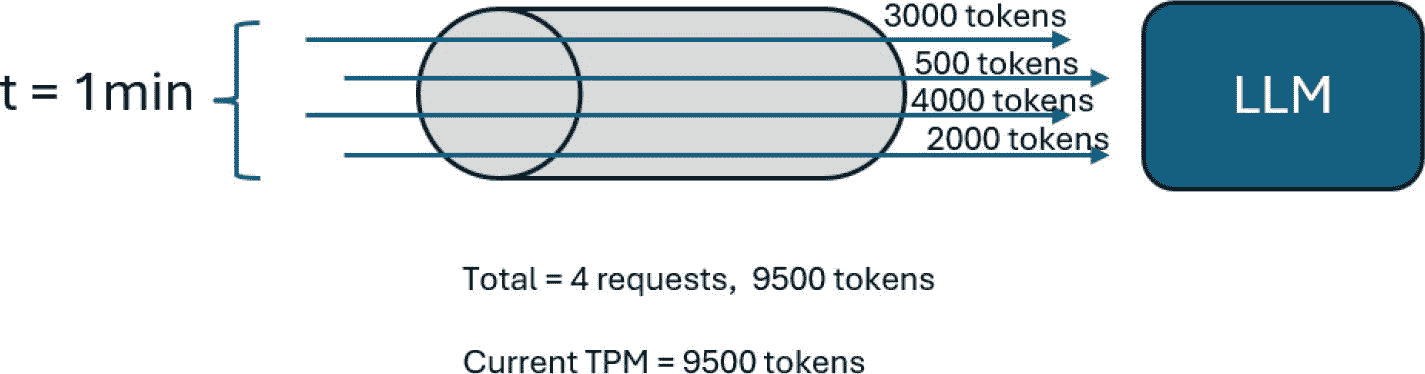 3000 tokens
500 tokens
t = 1min
4000 tokens
LLM
2000 tokens
Total = 4 requests,  9500 tokens
Current TPM = 9500 tokens